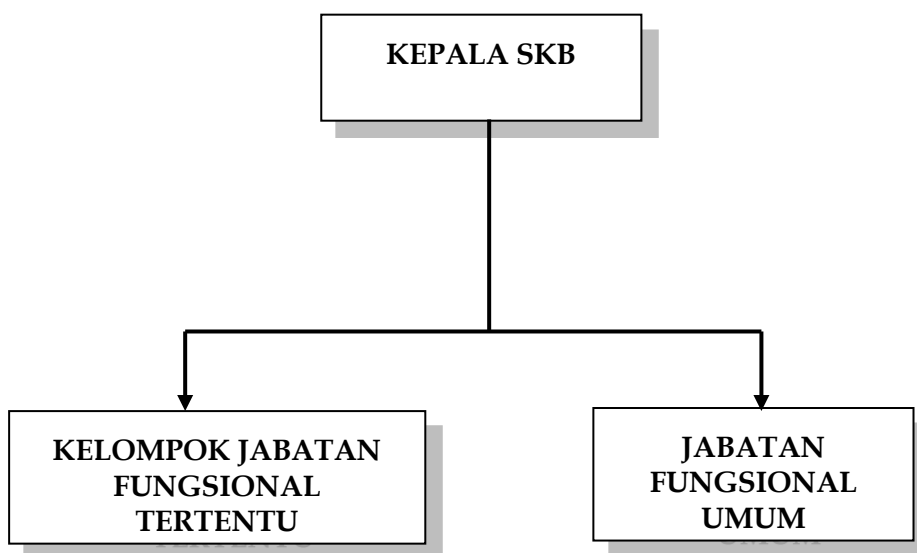 KEPALA SKB
KELOMPOK JABATAN
FUNGSIONAL
TERTENTU
JABATAN
FUNGSIONAL
UMUM